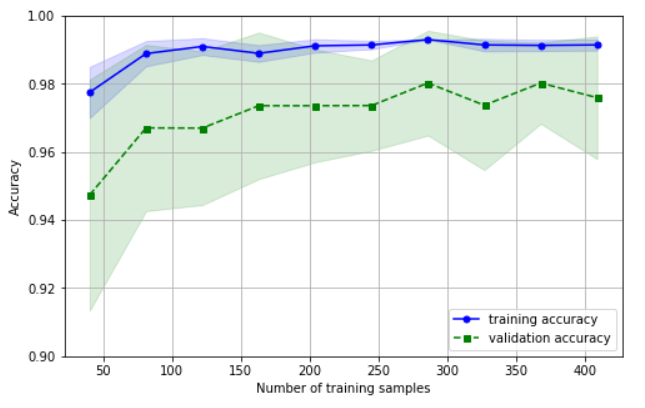 1.00
0.98
0.96
0.94
0.92
0.90
Accuracy
50 100 150 200 250 300 350 400
Number of training samples
training accuracy
validation accuracy